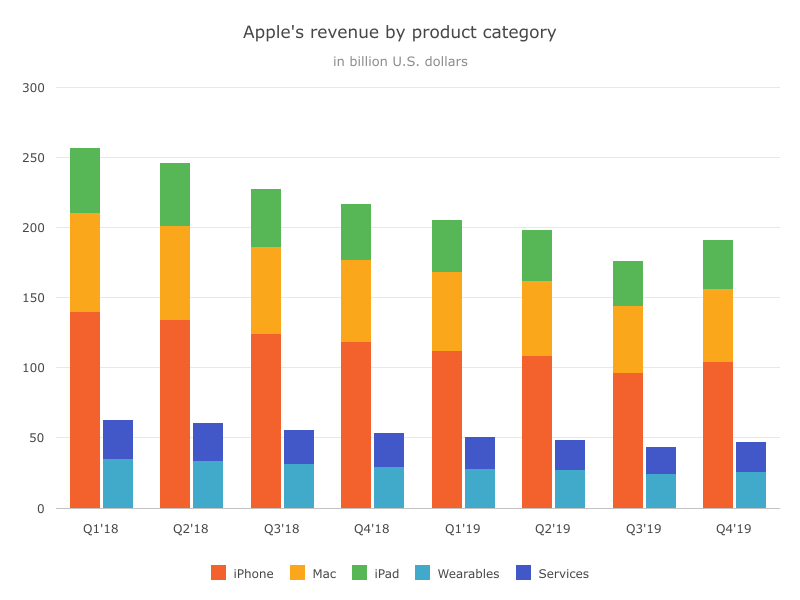 Apple's revenue by product category
in billion U.S. dollars
300
250
200
150
100
50
0
Q1'18 Q2'18 Q3'18 Q4'18 Q1'19 Q2'19 Q3'19 Q4'19
iPhone Mac iPad Wearables Services